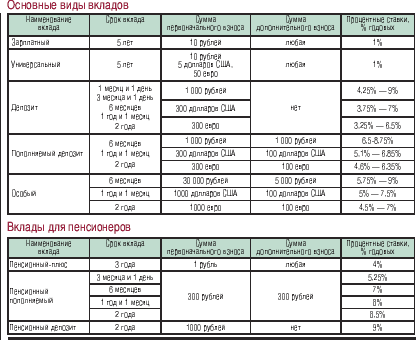 Основные виды вкладов
Наименование вклада Срок вклада Сумма первоначального взноса Сумма дополнительного взноса Процентные ставки, % годовых
Зарплатный 5 лет 10 рублей любая 1%
Универсальный 5 лет 10 рублей 5 долларов США, 50 евро любая 1%
Депозит 1 месяц и 1 день 1 000 рублей нет 4.25% — 9%
3 месяца и 1 день
6 месяцев 300 долларов США 3.75% — 7%
1 год и 1 месяц
2 года 300 евро 3.25% — 6.5%
Пополняемый депозит 6 месяцев 1 000 рублей 1 000 рублей 6.5-8.75%
1 год и 1 месяц 300 долларов США 100 долларов США 5.1% — 6.85%
2 года 300 евро 100 евро 4.6% — 6.35%
Особый 6 месяцев 30 000 рублей 5 000 рублей 5.75% — 9%
1 год и 1 месяц 1000 долларов США 100 долларов США 5% — 7.5%
2 года 1000 евро 100 евро 4,5% — 7%
Вклады для пенсионеров
Наименование вклада Срок вклада Сумма первоначального взноса Сумма дополнительного взноса Процентные ставки, % годовых
Пенсионный-плюс 3 года 1 рубль любая 4%
Пенсионный пополняемый 3 месяца и 1 день 300 рублей 300 рублей 5.25%
6 месяцев 7%
1 год и 1 месяц 8%
2 года 8.5%
Пенсионный депозит 2 года 1000 рублей нет 9%